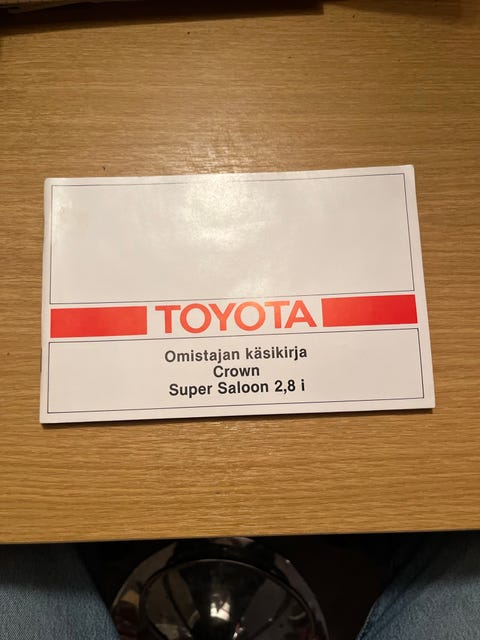 TOYOTA
Omistajan käsikirja
Crown
Super Saloon 2,8 i